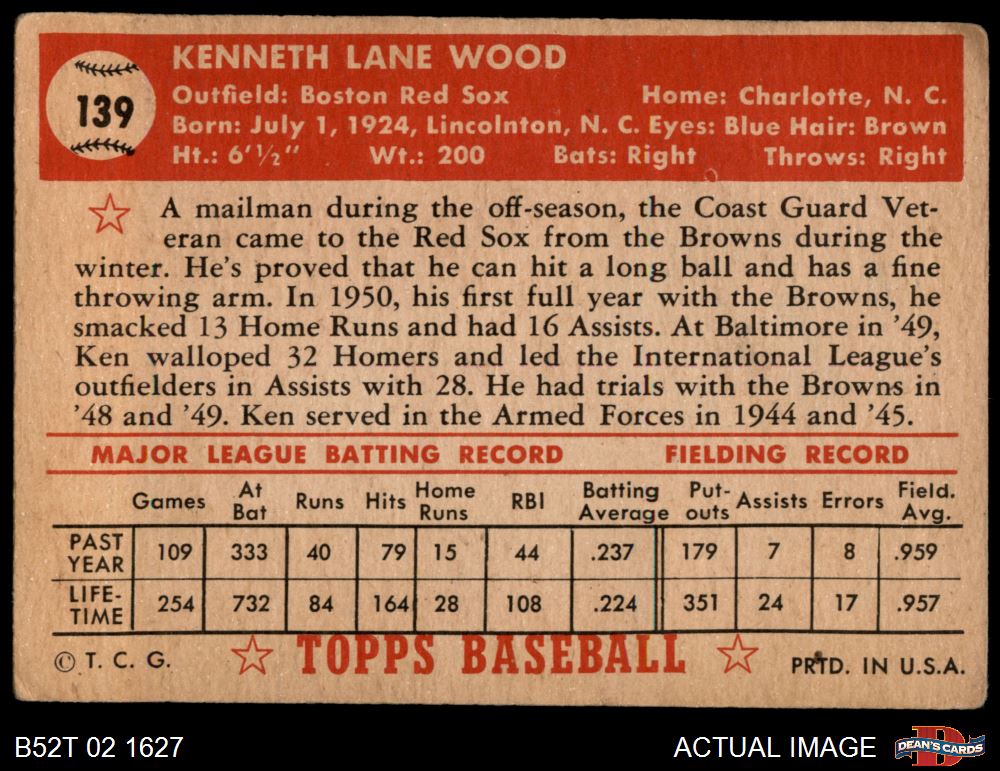 KENNETH LANE WOOD
139
Outfield: Boston Red Sox Home: Charlotte, N. C.
Born: July 1, 1924, Lincolnton, N. C. Eyes: Blue Hair: Brown
Ht.: 6'½" Wt.: 200 Bats: Right Throws: Right
A mailman during the off-season, the Coast Guard Vet-
eran came to the Red Sox from the Browns during the
winter. He's proved that he can hit a long ball and has a fine
throwing arm. In 1950, his first full year with the Browns, he
smacked 13 Home Runs and had 16 Assists. At Baltimore in '49,
Ken walloped 32 Homers and led the International League's
outfielders in Assists with 28. He had trials with the Browns in
'48 and '49. Ken served in the Armed Forces in 1944 and '45.
MAJOR LEAGUE BATTING RECORD FIELDING RECORD
Games At Bat Runs Hits Home Runs RBI Batting Average Put-outs Assists Errors Field. Avg.
PAST YEAR 109 333 40 79 15 44 .237 179 7 8 .959
LIFE-TIME 254 732 84 164 28 108 .224 351 24 17 .957
© T. C. G. TOPPS BASEBALL PRTD. IN U.S.A.
B52T 02 1627 ACTUAL IMAGE D DEAN'S CARDS